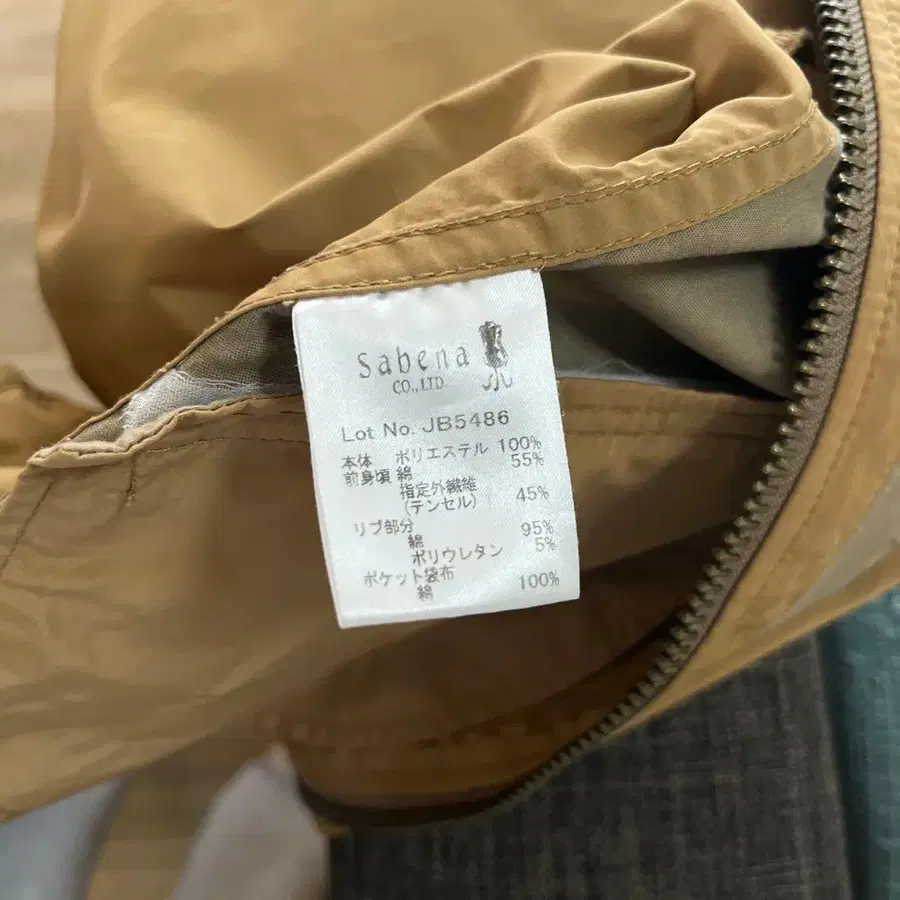 Sabena
CO.,LTD.
Lot No. JB5486
本体 ポリエステル 100%
前身頃 綿 55%
指定外繊維
(テンセル) 45%
リブ部分
綿 95%
ポリウレタン 5%
ポケット袋布
綿 100%